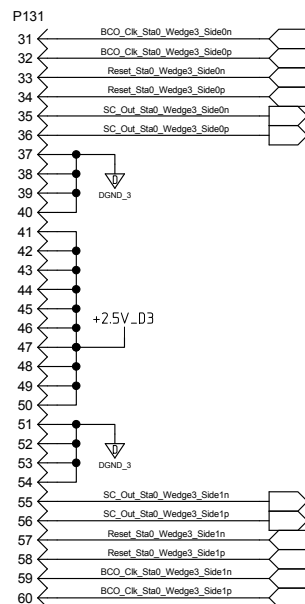 P131
31 BCO_Clk_Sta0_Wedge3_Side0n
32 BCO_Clk_Sta0_Wedge3_Side0p
33 Reset_Sta0_Wedge3_Side0n
34 Reset_Sta0_Wedge3_Side0p
35 SC_Out_Sta0_Wedge3_Side0n
36 SC_Out_Sta0_Wedge3_Side0p
37
38 D
39 DGND_3
40
41
42
43
44
45
46 +2.5V_D3
47
48
49
50
51
52 D
53 DGND_3
54
55 SC_Out_Sta0_Wedge3_Side1n
56 SC_Out_Sta0_Wedge3_Side1p
57 Reset_Sta0_Wedge3_Side1n
58 Reset_Sta0_Wedge3_Side1p
59 BCO_Clk_Sta0_Wedge3_Side1n
60 BCO_Clk_Sta0_Wedge3_Side1p